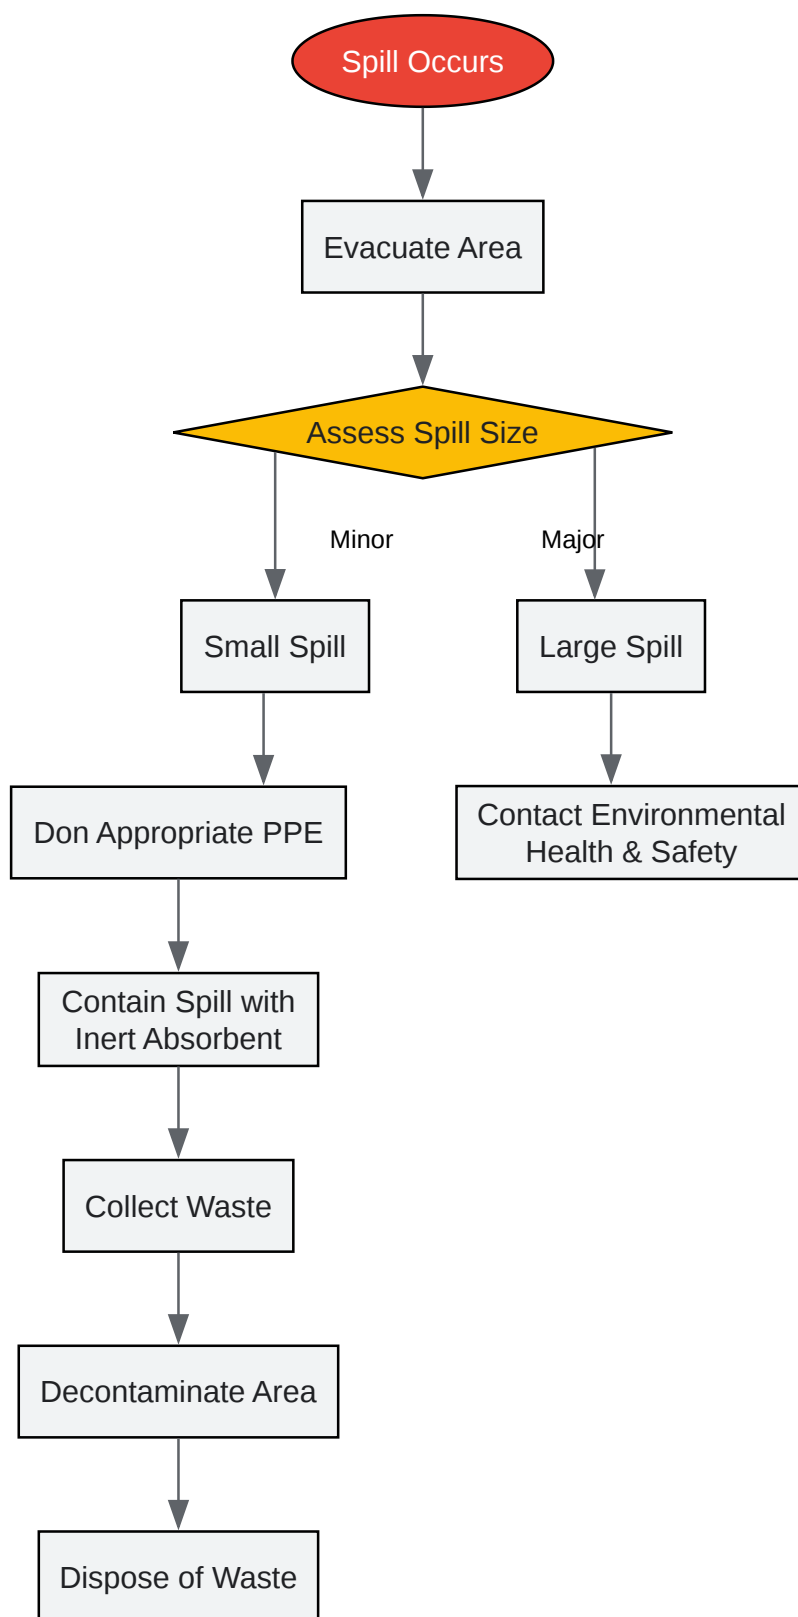 Spill Occurs
Evacuate Area
Assess Spill Size
Minor
Major
Small Spill
Large Spill
Don Appropriate PPE
Contact Environmental
Health & Safety
Contain Spill with
Inert Absorbent
Collect Waste
Decontaminate Area
Dispose of Waste